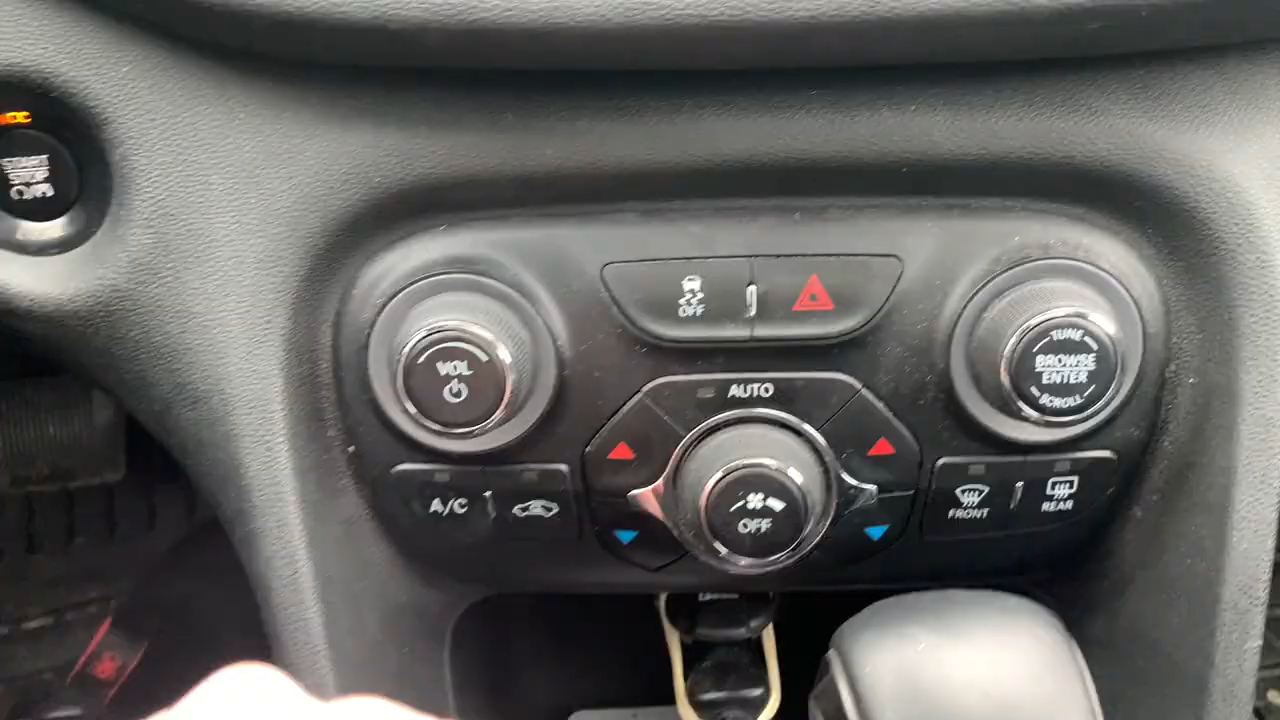 START
STOP
OFF
VOL
AUTO
TUNE
BROWSE
ENTER
SCROLL
A/C
OFF
FRONT
REAR